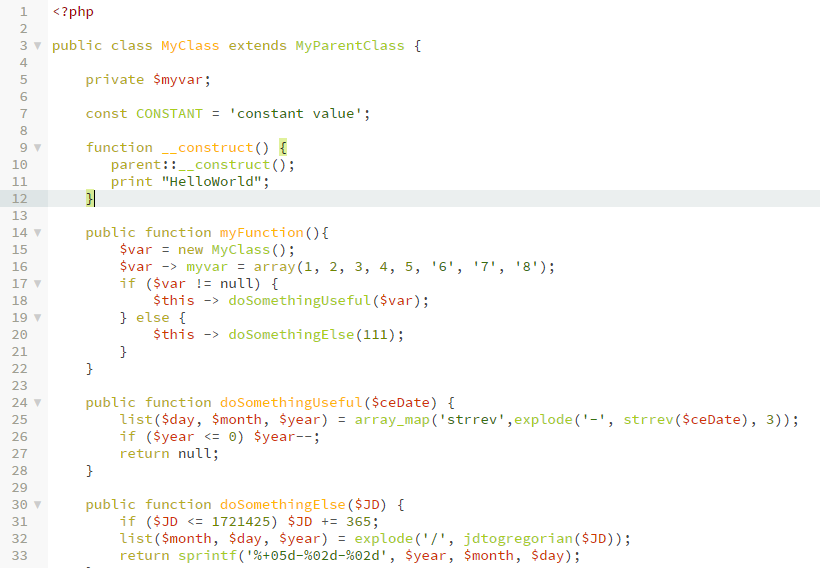 1 <?php
2
3 public class MyClass extends MyParentClass {
4
5     private $myvar;
6
7     const CONSTANT = 'constant value';
8
9     function __construct() {
10        parent::__construct();
11        print "HelloWorld";
12    }
13
14    public function myFunction(){
15        $var = new MyClass();
16        $var -> myvar = array(1, 2, 3, 4, 5, '6', '7', '8');
17        if ($var != null) {
18            $this -> doSomethingUseful($var);
19        } else {
20            $this -> doSomethingElse(111);
21        }
22    }
23
24    public function doSomethingUseful($ceDate) {
25        list($day, $month, $year) = array_map('strrev',explode('-', strrev($ceDate), 3));
26        if ($year <= 0) $year--;
27        return null;
28    }
29
30    public function doSomethingElse($JD) {
31        if ($JD <= 1721425) $JD += 365;
32        list($month, $day, $year) = explode('/', jdtogregorian($JD));
33        return sprintf('%+05d-%02d-%02d', $year, $month, $day);